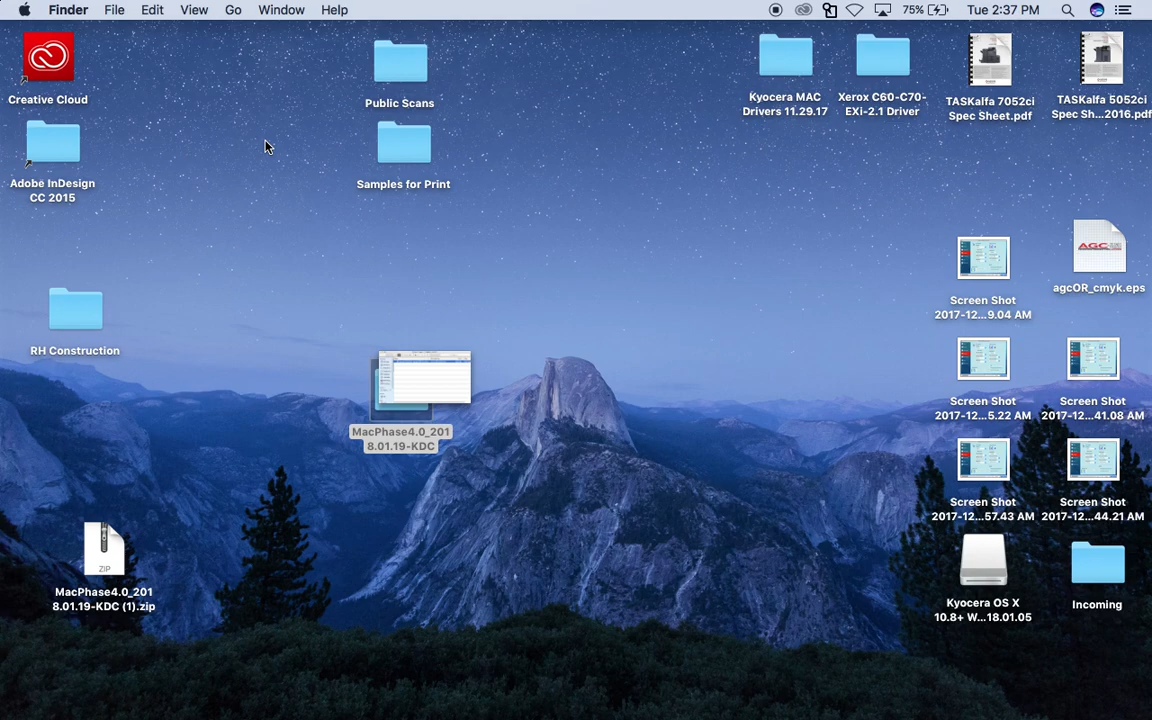 Finder File Edit View Go Window Help
75% Tue 2:37 PM
Creative Cloud
Adobe InDesign
CC 2015
RH Construction
ZIP
MacPhase4.0_201
8.01.19-KDC (1).zip
Public Scans
Samples for Print
MacPhase4.0_201
8.01.19-KDC
Kyocera MAC
Drivers 11.29.17
Xerox C60-C70-
EXi-2.1 Driver
TASKalfa 7052ci
Spec Sheet.pdf
TASKalfa 5052ci
Spec Sh...2016.pdf
Screen Shot
2017-12...9.04 AM
AGC
agcOR_cmyk.eps
Screen Shot
2017-12...5.22 AM
Screen Shot
2017-12...41.08 AM
Screen Shot
2017-12...57.43 AM
Screen Shot
2017-12...44.21 AM
Kyocera OS X
10.8+ W...18.01.05
Incoming